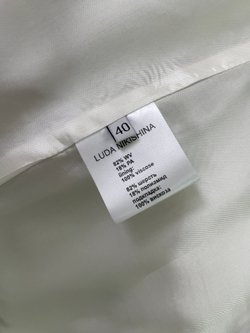 40
LUDA NIKISHINA
82% WV
18% PA
lining:
100% viscose
82% шерсть
18% полиамид
подкладка:
100% вискоза